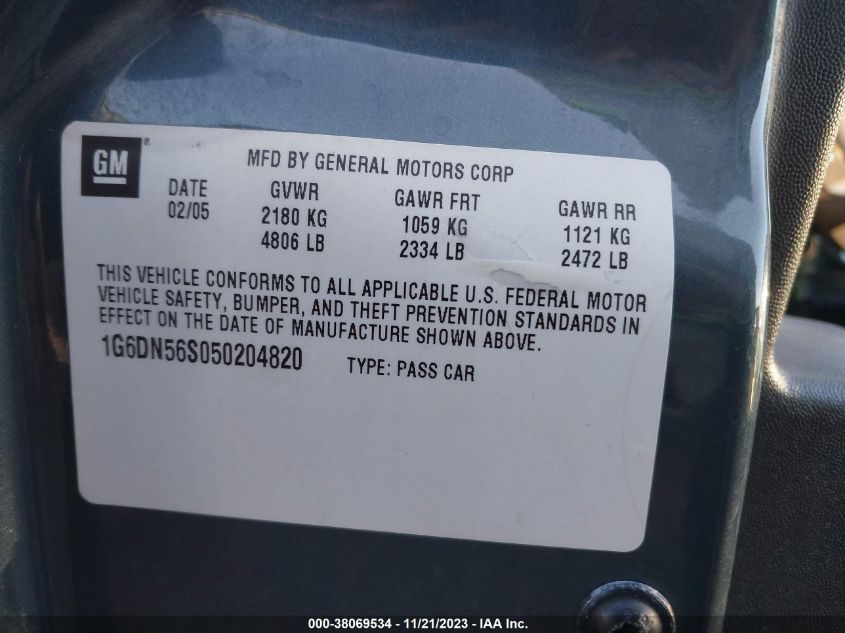 GM ®
MFD BY GENERAL MOTORS CORP
DATE GVWR GAWR FRT GAWR RR
02/05 2180 KG 1059 KG 1121 KG
4806 LB 2334 LB 2472 LB
THIS VEHICLE CONFORMS TO ALL APPLICABLE U.S. FEDERAL MOTOR
VEHICLE SAFETY, BUMPER, AND THEFT PREVENTION STANDARDS IN
EFFECT ON THE DATE OF MANUFACTURE SHOWN ABOVE.
1G6DN56S050204820 TYPE: PASS CAR
000-38069534 - 11/21/2023 - IAA Inc.